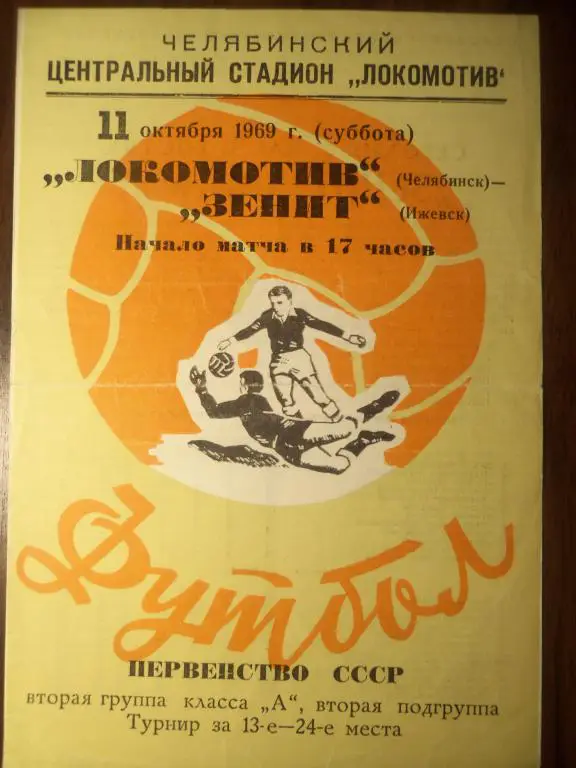 ЧЕЛЯБИНСКИЙ
ЦЕНТРАЛЬНЫЙ СТАДИОН „ЛОКОМОТИВ“
11 октября 1969 г. (суббота)
„ЛОКОМОТИВ“ (Челябинск)—
„ЗЕНИТ“ (Ижевск)
Начало матча в 17 часов
Футбол
ПЕРВЕНСТВО СССР
вторая группа класса „А“, вторая подгруппа
Турнир за 13-е—24-е места